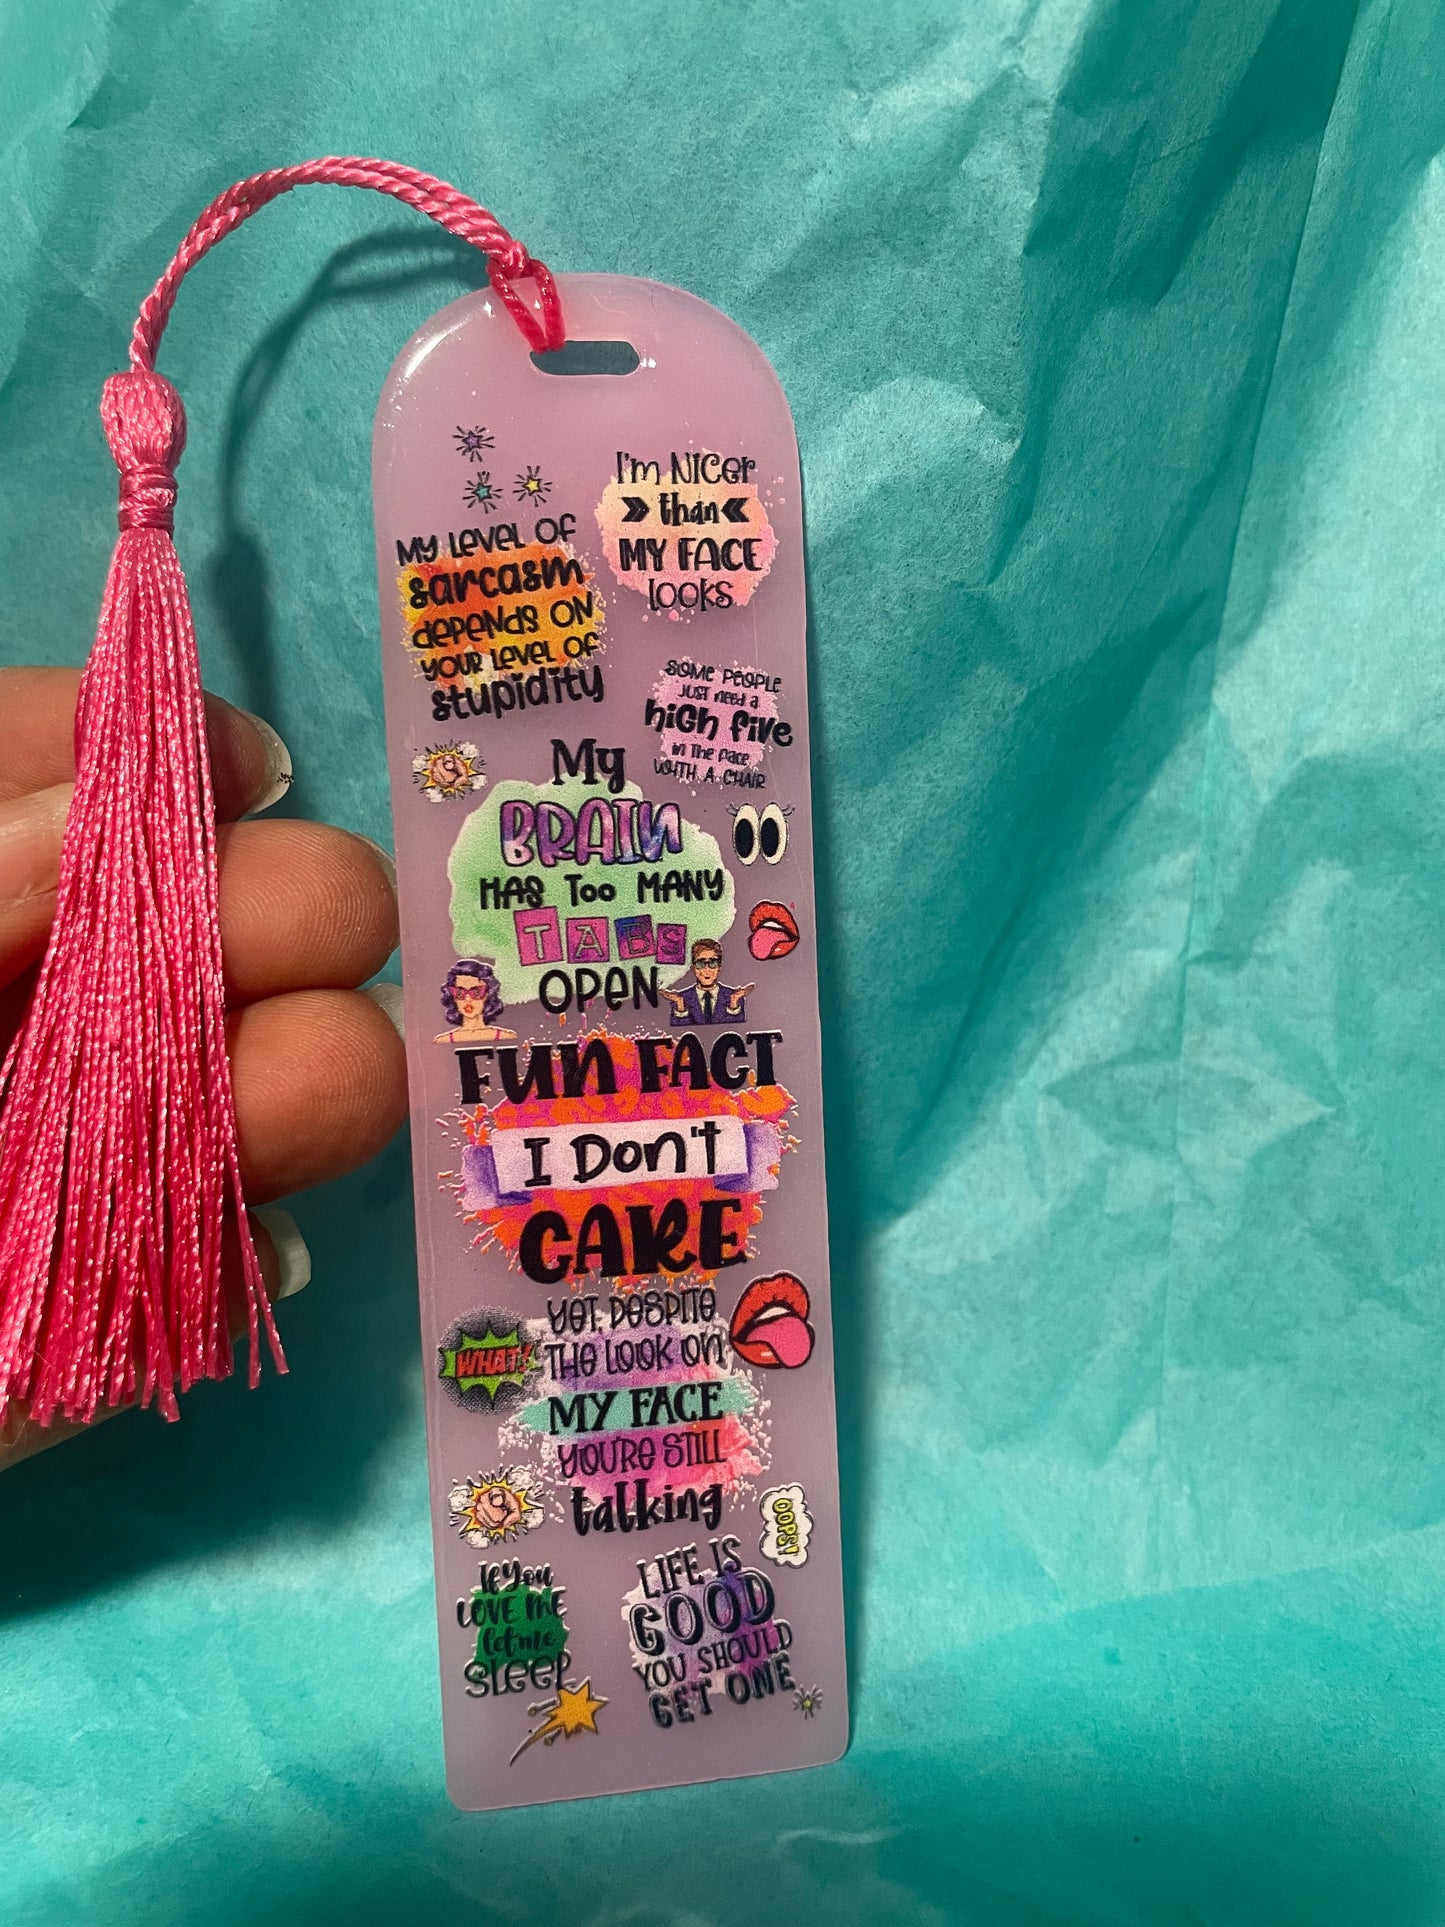 I'm NICER
than
MY FACE
looks
MY LEVEL OF
sarcasm
depends on
your level of
stupidity
SOME PEOPLE
JUST need a
high five
in the face
WITH A CHAIR
My
BRAIN
HAS Too MANY
TABS
OPEN
FUN FACT
I Don't
CARE
YET, DESPITE
THE LOOK ON
MY FACE
YOU'RE STILL
talking
WHAT?
OOPS!
If You
LOVE ME
let me
SLEEP
LIFE IS
GOOD
YOU SHOULD
GET ONE